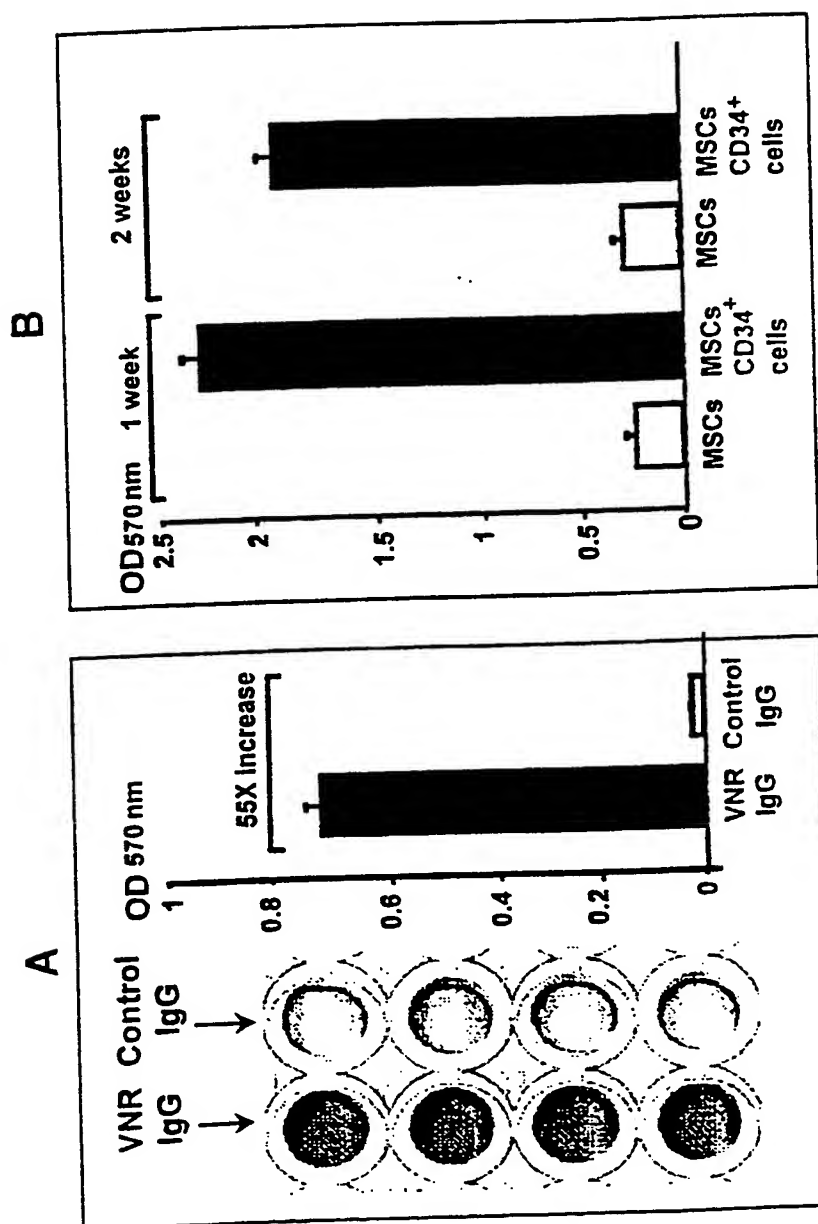 A
VNR Control
IgG IgG
OD 570 nm
1
0.8
0.6
0.4
0.2
0
55X Increase
VNR Control
IgG IgG
B
OD570 nm
2.5
2
1.5
1
0.5
0
1 week
2 weeks
MSCs
MSCs
CD34+
cells
MSCs
MSCs
CD34+
cells